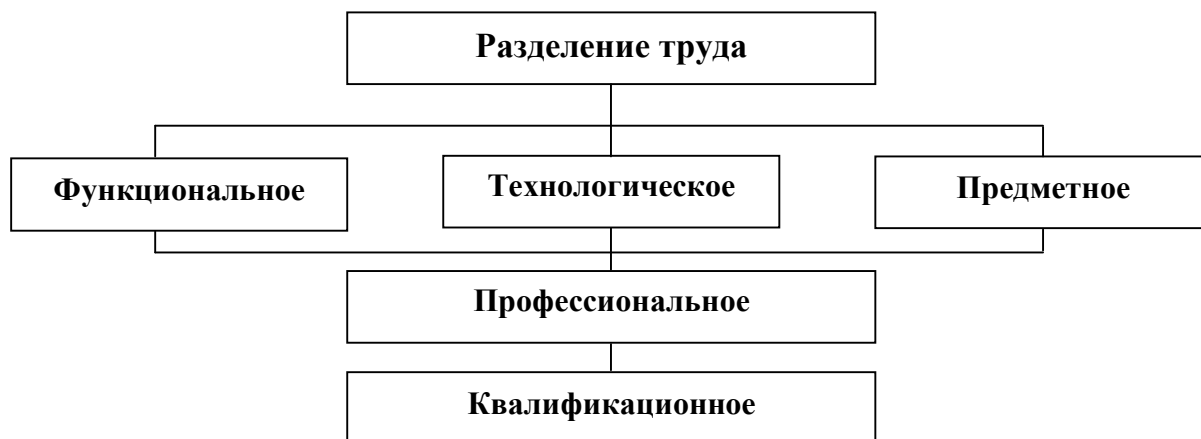 Разделение труда
Функциональное
Технологическое
Предметное
Профессиональное
Квалификационное